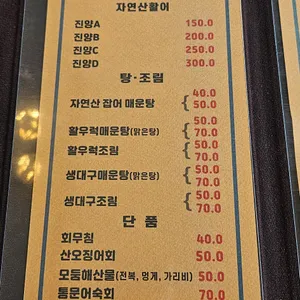 자연산활어
진양A 150.0
진양B 200.0
진양C 250.0
진양D 300.0
탕·조림
자연산 잡어 매운탕 { 40.0
50.0
활우럭매운탕(맑은탕) { 50.0
70.0
활우럭조림 { 50.0
70.0
생대구매운탕(맑은탕) { 50.0
70.0
생대구조림 { 50.0
70.0
단 품
회무침 40.0
산오징어회 50.0
모둠해산물(전복, 멍게, 가리비) 50.0
통문어숙회 70.0